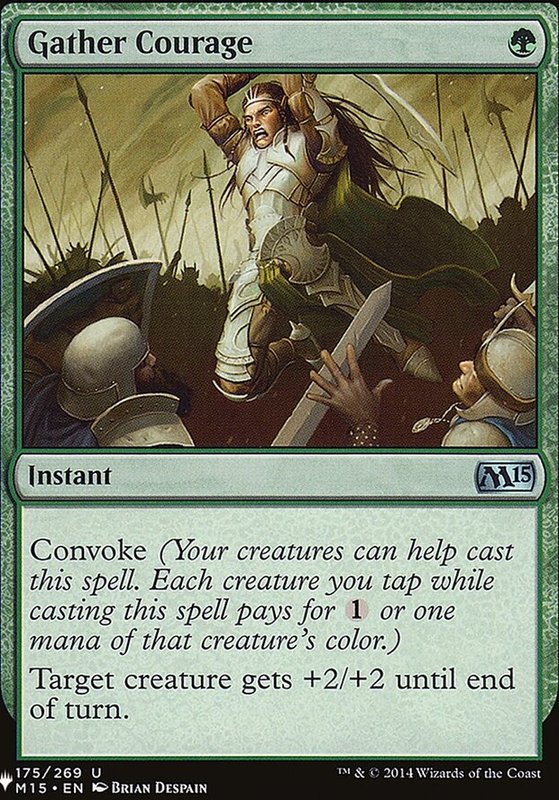 Gather Courage
Instant
M15
Convoke (Your creatures can help cast
this spell. Each creature you tap while
casting this spell pays for 1 or one
mana of that creature's color.)
Target creature gets +2/+2 until end
of turn.
175/269 U
M15 • EN Brian Despain
™ & © 2014 Wizards of the Coast